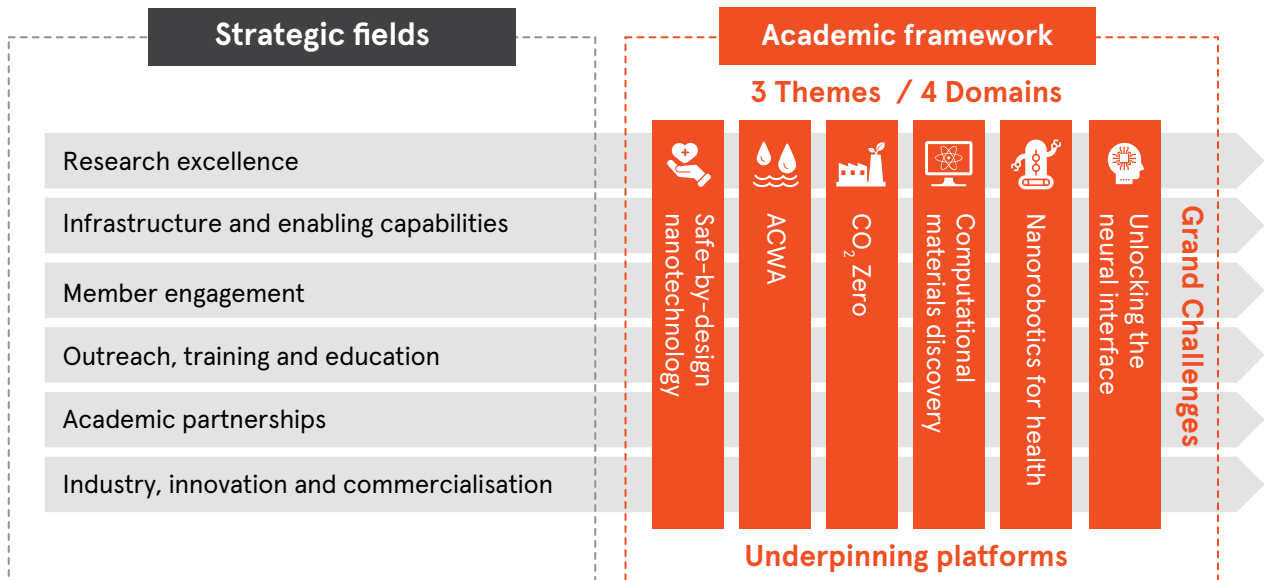 Strategic fields
Academic framework
3 Themes / 4 Domains
Research excellence
Infrastructure and enabling capabilities
Member engagement
Outreach, training and education
Academic partnerships
Industry, innovation and commercialisation
Safe-by-design
nanotechnology
ACWA
CO₂ Zero
Computational
materials discovery
Nanorobotics for health
Unlocking the
neural interface
Grand Challenges
Underpinning platforms